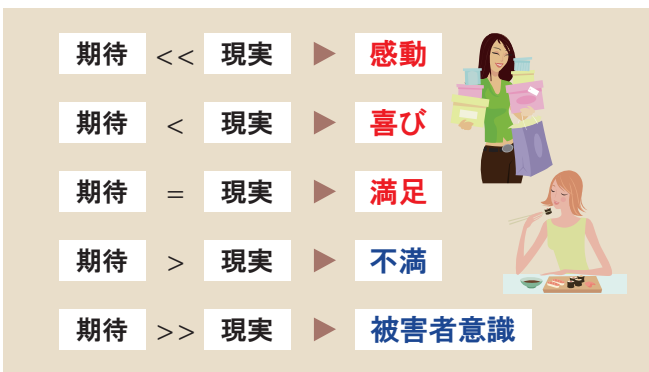 期待 << 現実 ▶ 感動
期待 < 現実 ▶ 喜び
期待 = 現実 ▶ 満足
期待 > 現実 ▶ 不満
期待 >> 現実 ▶ 被害者意識